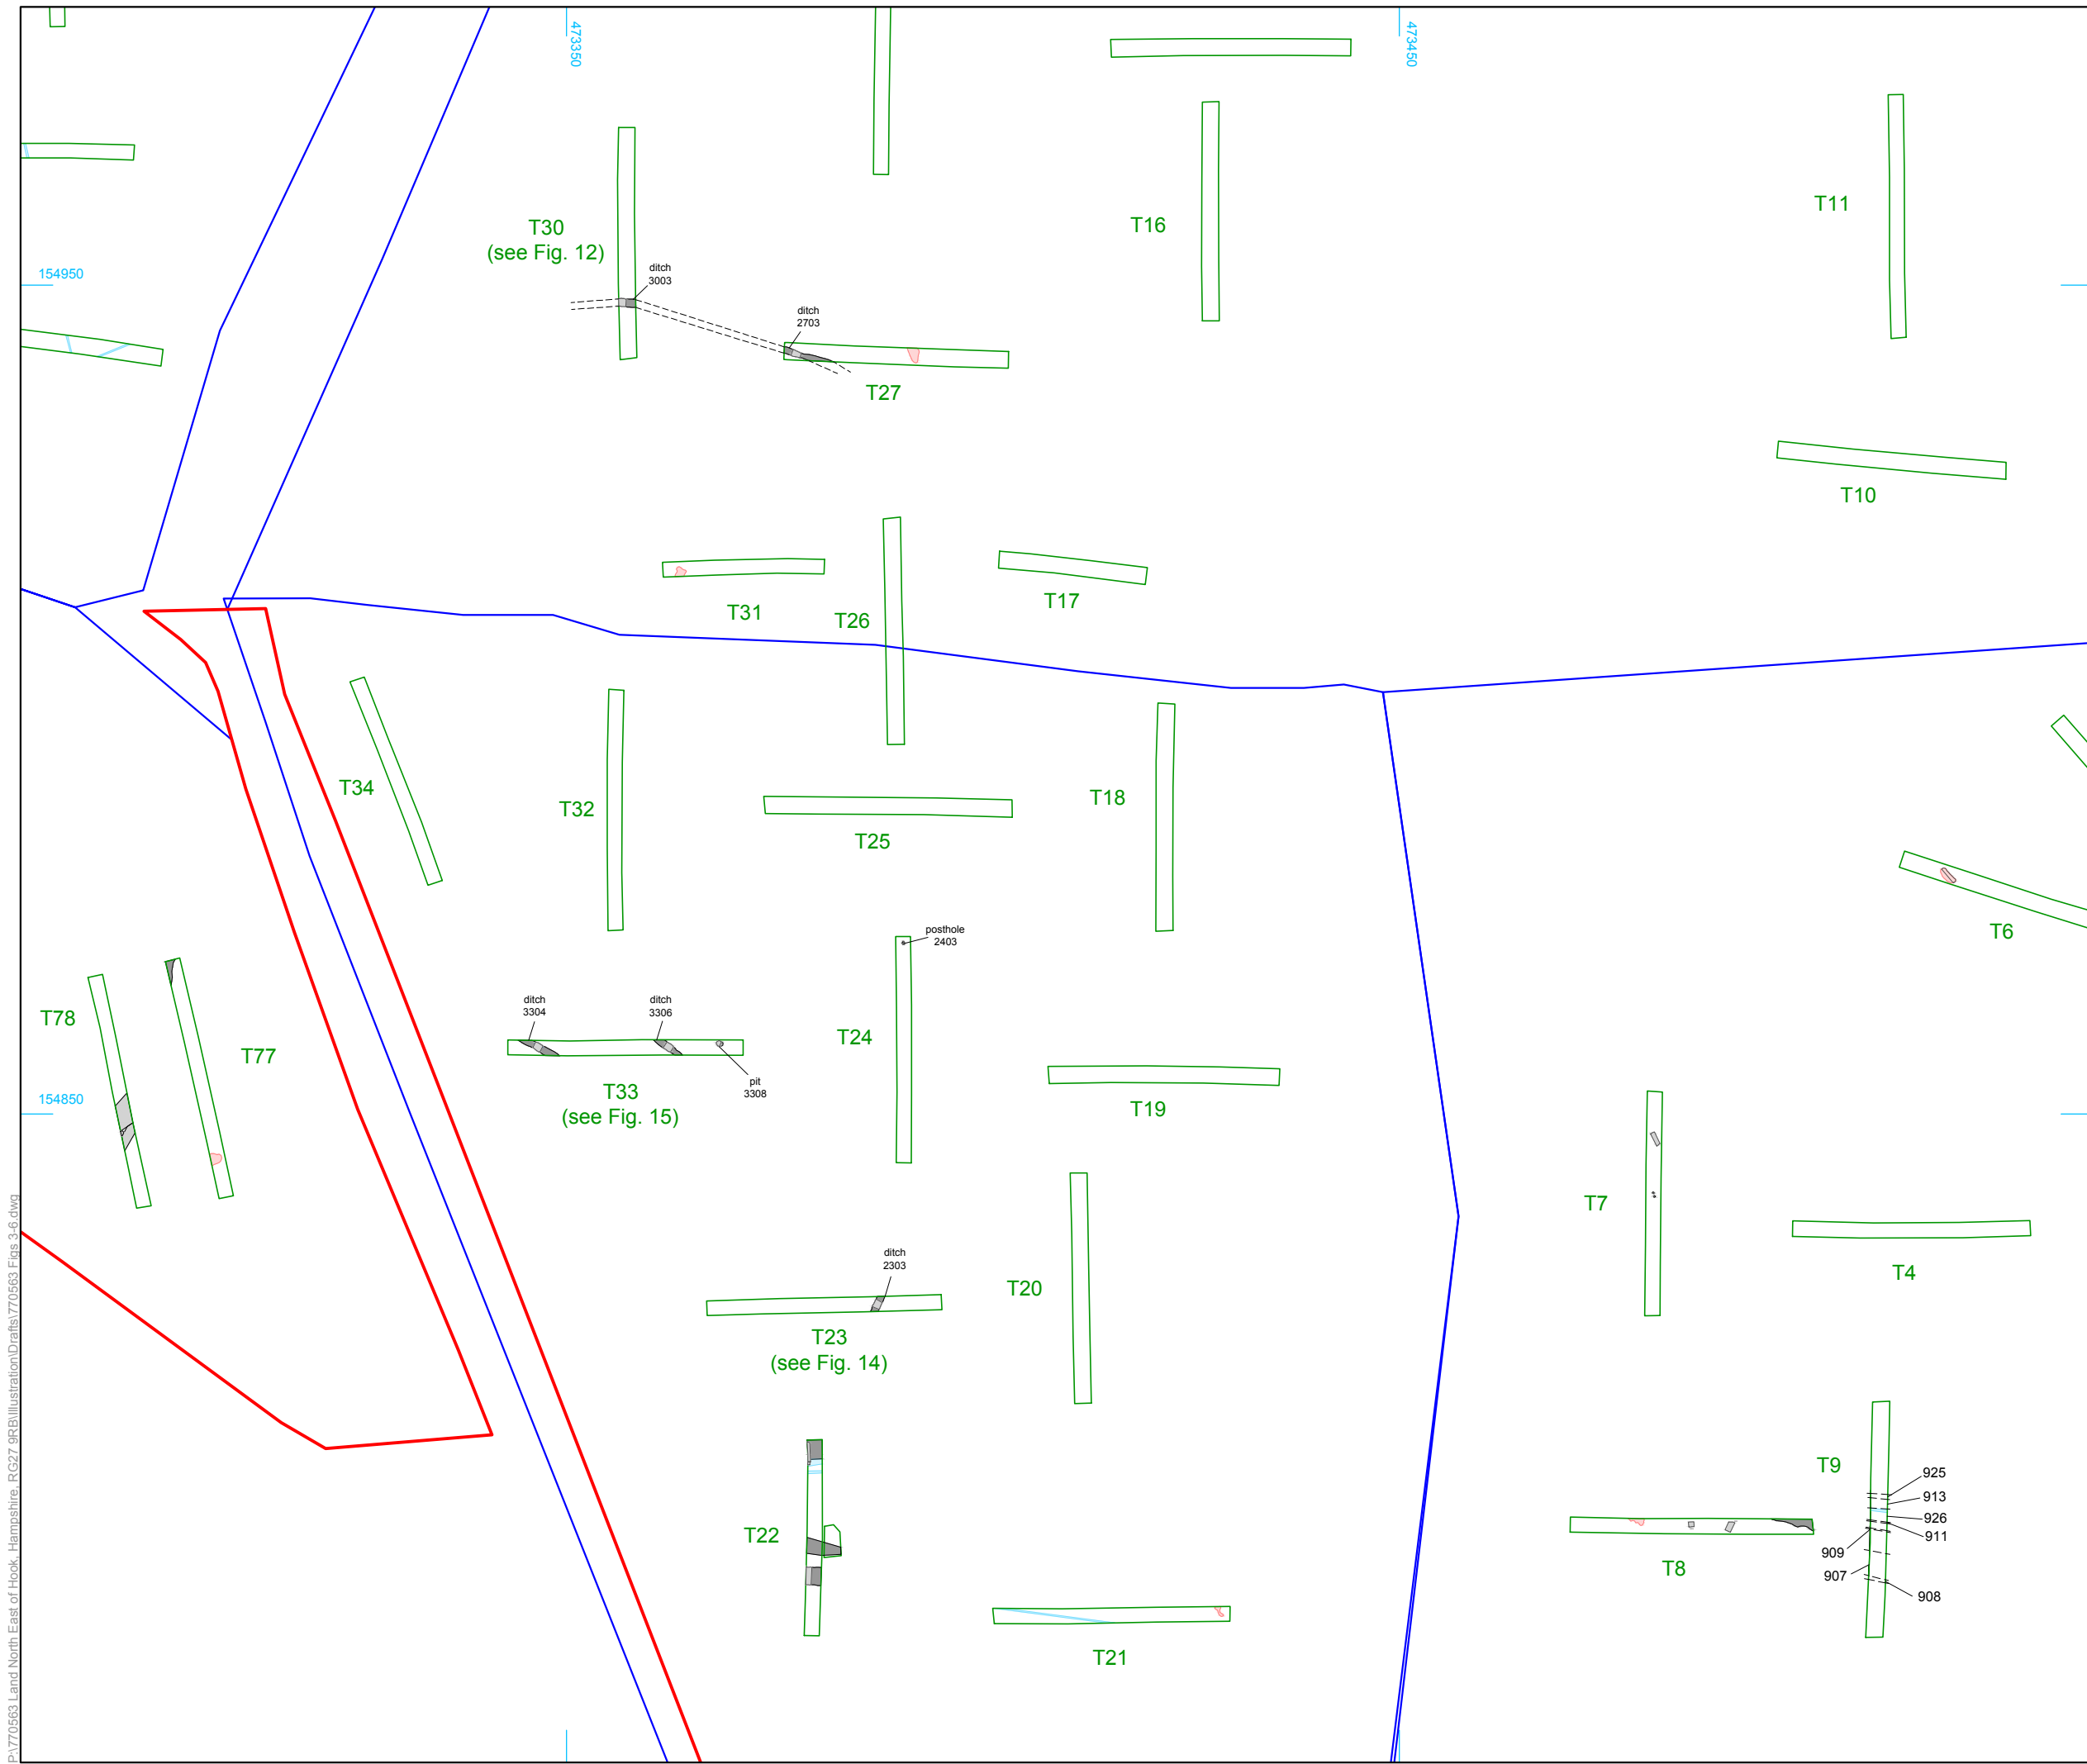 473350
473450
T30
(see Fig. 12)
T16
T11
154950
ditch
3003
ditch
2703
T27
T10
T31
T26
T17
T34
T32
T25
T18
T6
posthole
2403
T78
T77
ditch
3304
ditch
3306
T24
T33
(see Fig. 15)
pit
3308
T19
154850
T7
T4
ditch
2303
T20
T23
(see Fig. 14)
T22
T9
925
913
926
911
909
907
908
T8
T21
P:\770563 Land North East of Hook, Hampshire, RG27 9RB\Illustration\Drafts\770563 Figs 3-6.dwg